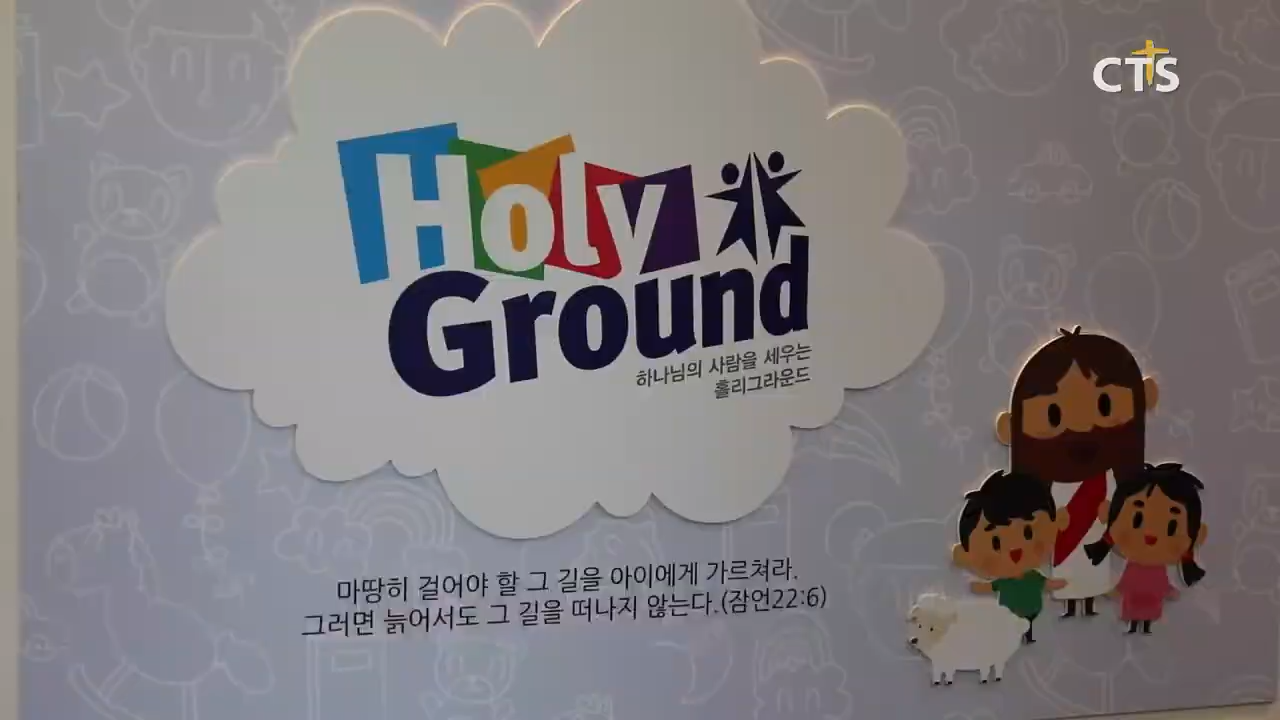 CTS
Holy
Ground
하나님의 사람을 세우는
홀리그라운드
마땅히 걸어야 할 그 길을 아이에게 가르쳐라.
그러면 늙어서도 그 길을 떠나지 않는다.(잠언22:6)